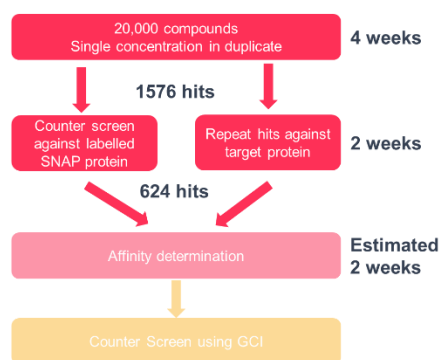 20,000 compounds
Single concentration in duplicate
4 weeks
1576 hits
Counter screen
against labelled
SNAP protein
Repeat hits against
target protein
2 weeks
624 hits
Affinity determination
Estimated
2 weeks
Counter Screen using GCI